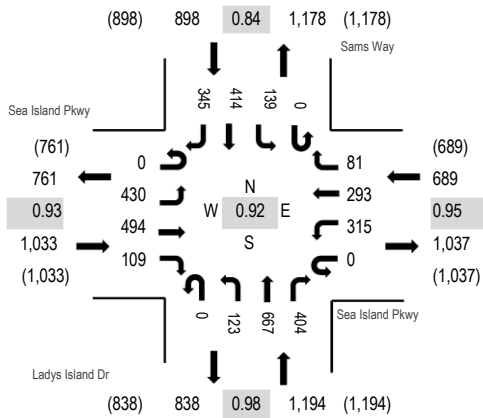 (898) 898 0.84 1,178 (1,178)
Sams Way
345 414 139 0
Sea Island Pkwy
(761) (689)
0 81
761 689
430 N 293
0.93 W 0.92 E 0.95
494 315
S
1,033 1,037
109 0
(1,033) (1,037)
0 123 667 404
Sea Island Pkwy
Ladys Island Dr
(838) 838 0.98 1,194 (1,194)